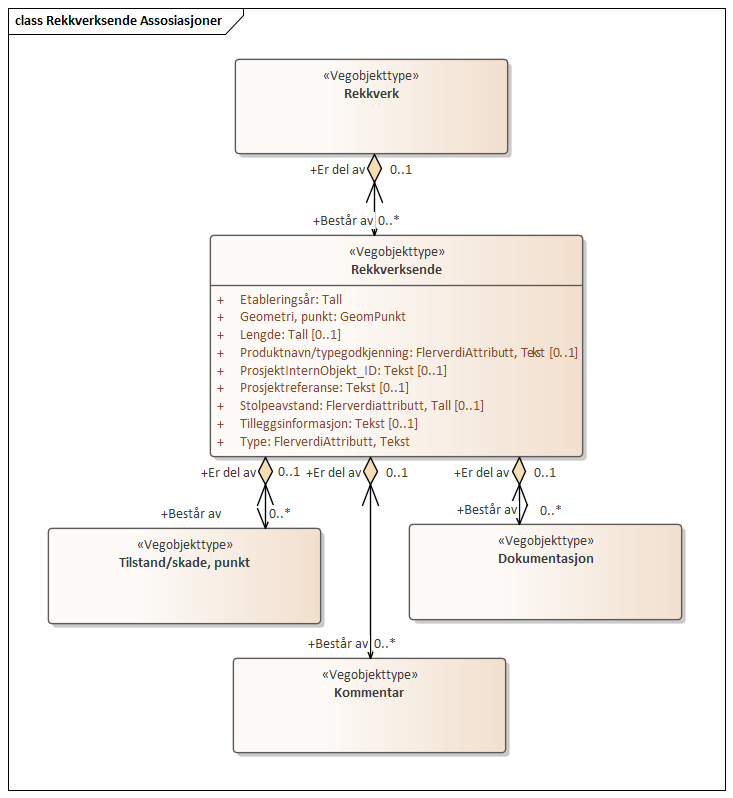 class Rekkverksende Assosiasjoner
«Vegobjekttype»
Rekkverk
+Er del av 0..1
+Består av 0..*
«Vegobjekttype»
Rekkverksende
+ Etableringsår: Tall
+ Geometri, punkt: GeomPunkt
+ Lengde: Tall [0..1]
+ Produktnavn/typegodkjenning: FlerverdiAttributt, Tekst [0..1]
+ ProsjektInternObjekt_ID: Tekst [0..1]
+ Prosjektreferanse: Tekst [0..1]
+ Stolpeavstand: Flerverdiattributt, Tall [0..1]
+ Tilleggsinformasjon: Tekst [0..1]
+ Type: FlerverdiAttributt, Tekst
+Er del av 0..1 +Er del av 0..1 +Er del av 0..1
+Består av 0..* +Består av 0..*
«Vegobjekttype»
Tilstand/skade, punkt
«Vegobjekttype»
Dokumentasjon
+Består av 0..*
«Vegobjekttype»
Kommentar